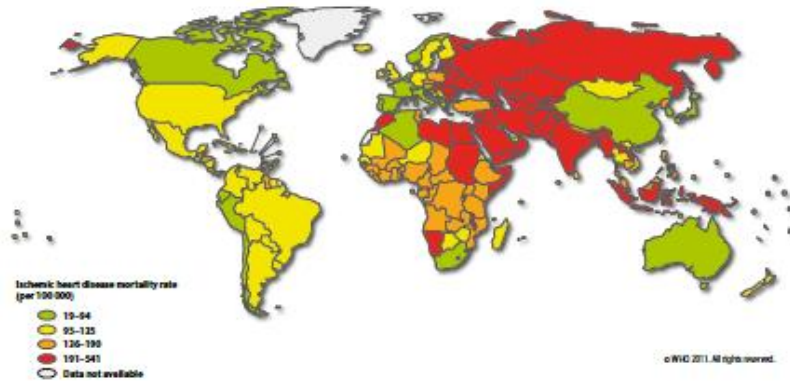 Ischemic heart disease mortality rate
(per 100 000)
19–94
95–135
136–190
191–541
Data not available
© WHO 2011. All rights reserved.